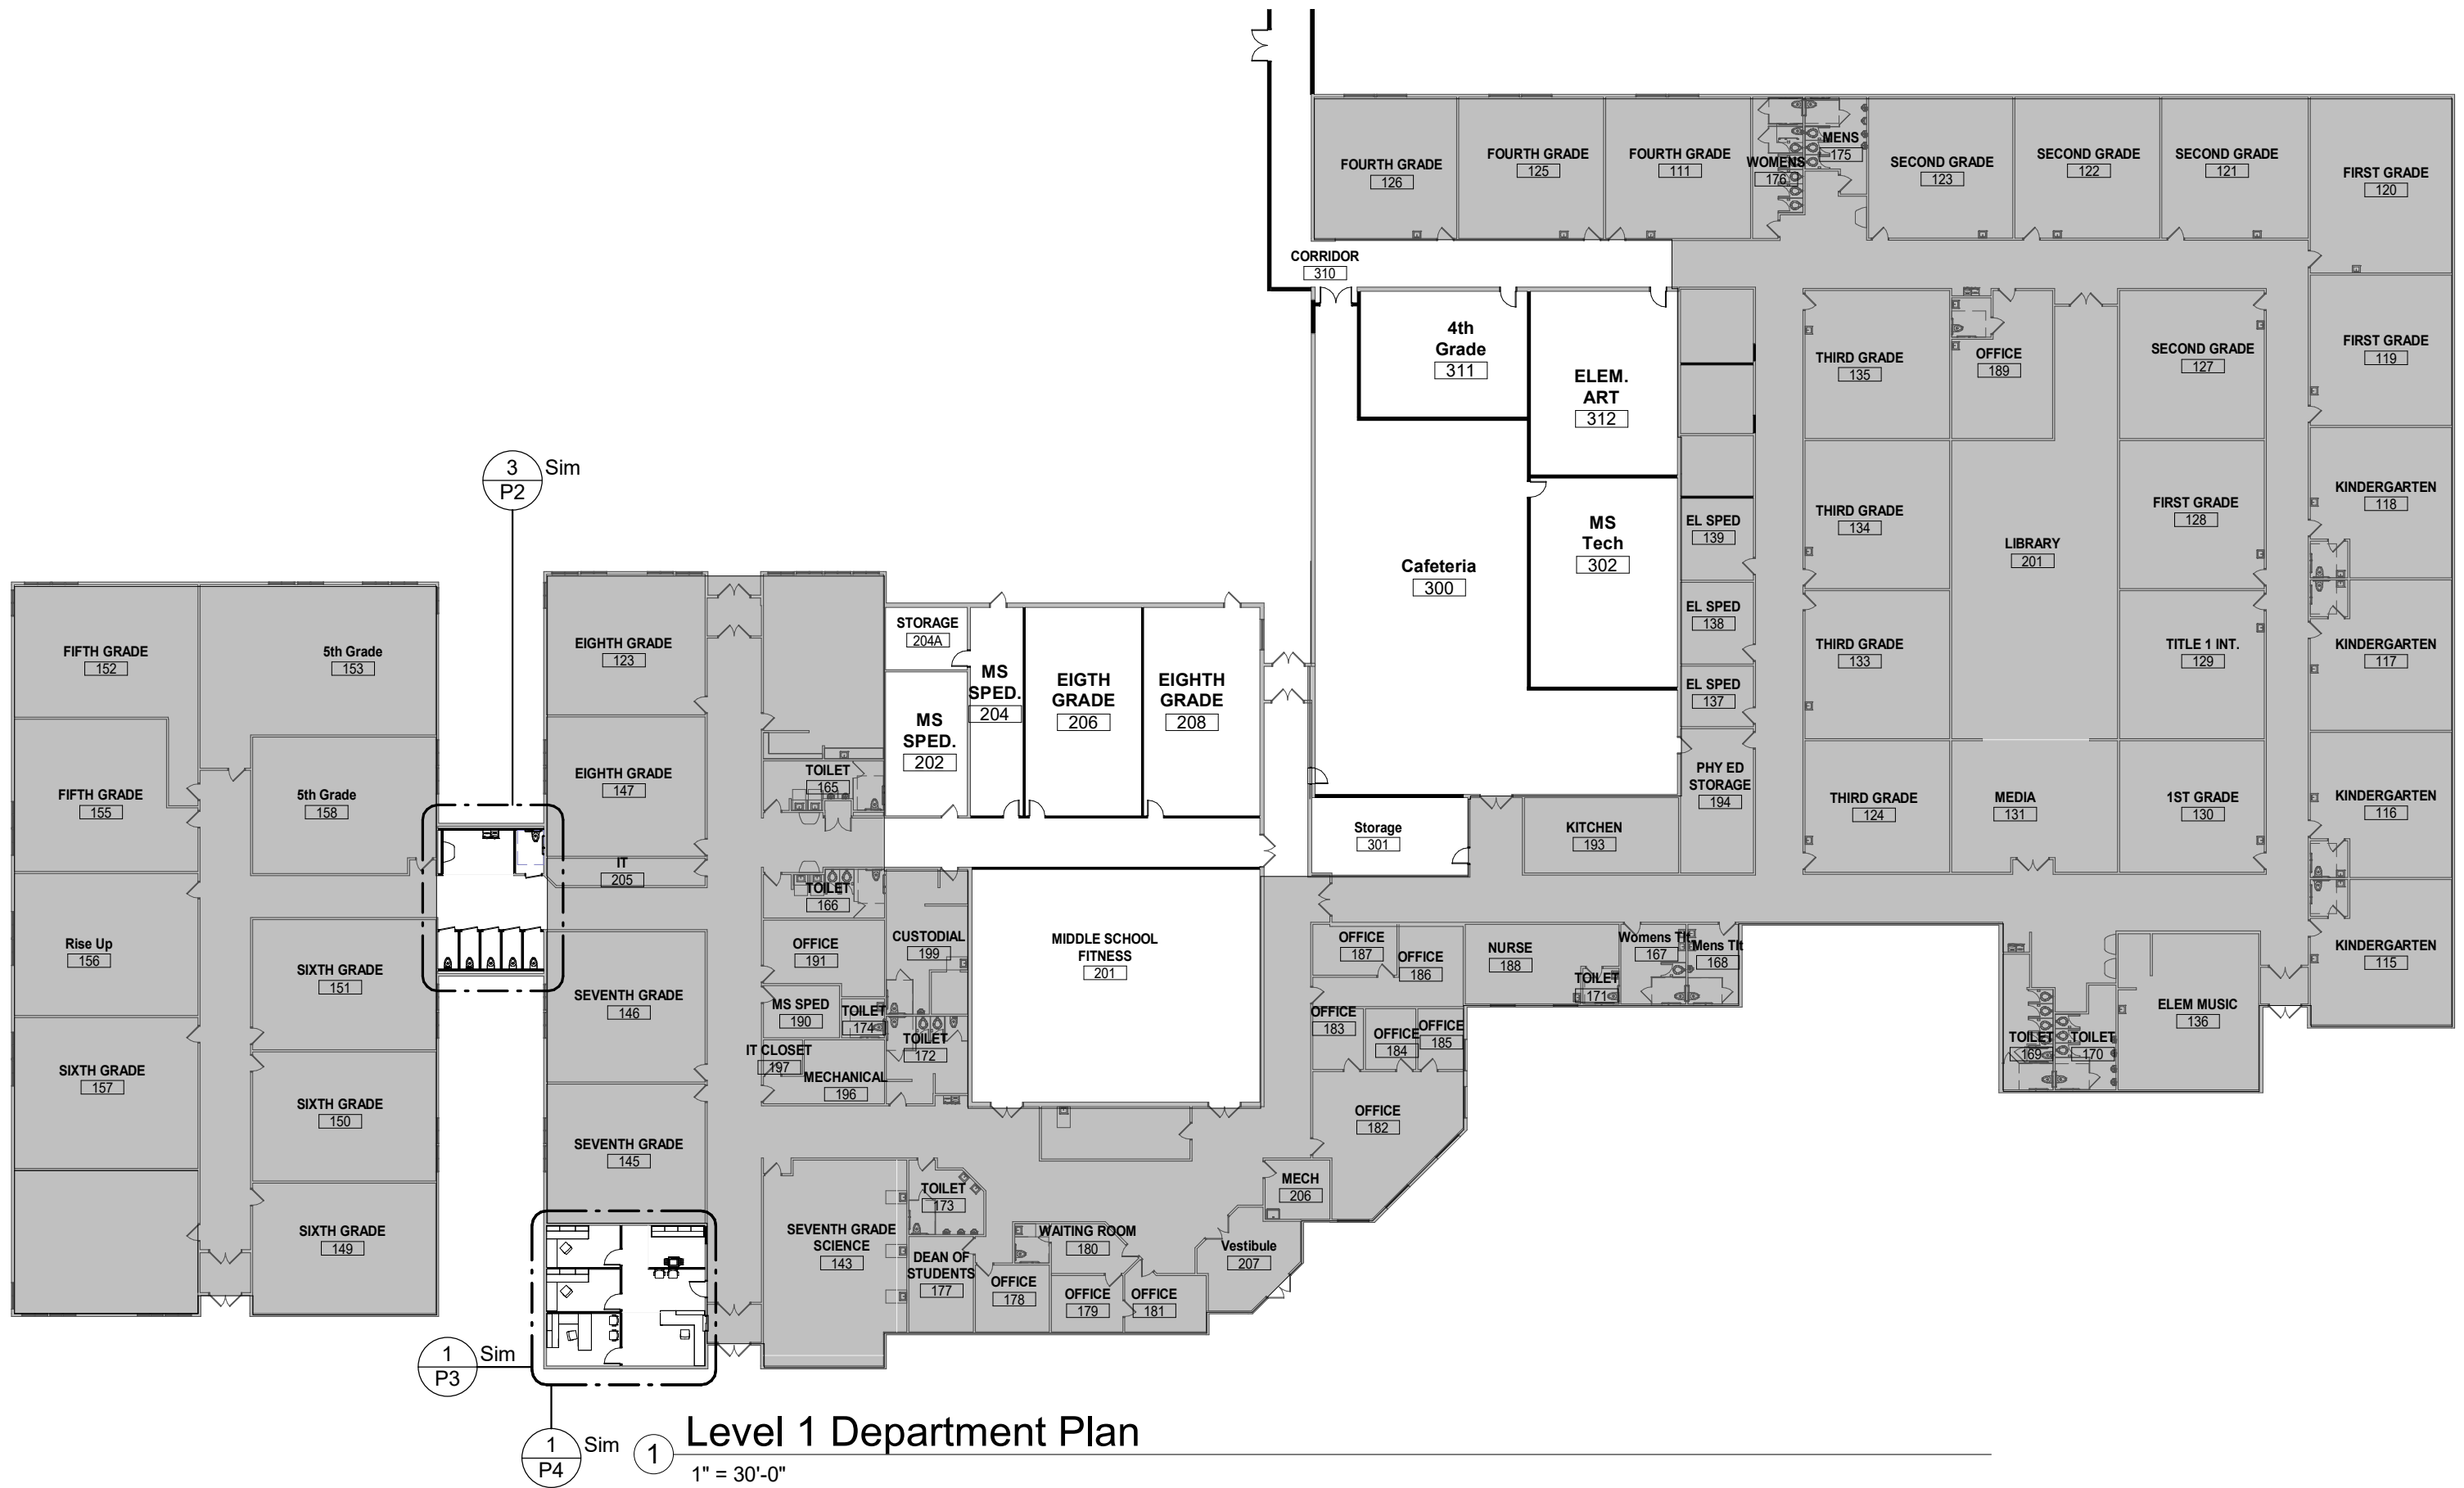 FOURTH GRADE
126
FOURTH GRADE
125
FOURTH GRADE
111
WOMENS
176
MENS
175
SECOND GRADE
123
SECOND GRADE
122
SECOND GRADE
121
FIRST GRADE
120
CORRIDOR
310
4th
Grade
311
ELEM.
ART
312
THIRD GRADE
135
OFFICE
189
SECOND GRADE
127
FIRST GRADE
119
3
P2
Sim
Cafeteria
300
MS
Tech
302
EL SPED
139
THIRD GRADE
134
LIBRARY
201
FIRST GRADE
128
KINDERGARTEN
118
FIFTH GRADE
152
5th Grade
153
EIGHTH GRADE
123
STORAGE
204A
MS
SPED.
204
EIGTH
GRADE
206
EIGHTH
GRADE
208
EL SPED
138
THIRD GRADE
133
TITLE 1 INT.
129
KINDERGARTEN
117
MS
SPED.
202
EL SPED
137
FIFTH GRADE
155
5th Grade
158
EIGHTH GRADE
147
TOILET
165
PHY ED
STORAGE
194
THIRD GRADE
124
MEDIA
131
1ST GRADE
130
KINDERGARTEN
116
Storage
301
KITCHEN
193
IT
205
TOILET
166
Rise Up
156
SIXTH GRADE
151
SEVENTH GRADE
146
OFFICE
191
CUSTODIAL
199
MIDDLE SCHOOL
FITNESS
201
OFFICE
187
OFFICE
186
NURSE
188
TOILET
171
Womens Tlt
167
Mens Tlt
168
KINDERGARTEN
115
MS SPED
190
TOILET
174
TOILET
172
OFFICE
183
OFFICE
184
OFFICE
185
TOILET
169
TOILET
170
ELEM MUSIC
136
SIXTH GRADE
157
SIXTH GRADE
150
SEVENTH GRADE
145
IT CLOSET
197
MECHANICAL
196
OFFICE
182
SIXTH GRADE
149
SEVENTH GRADE
SCIENCE
143
TOILET
173
DEAN OF
STUDENTS
177
WAITING ROOM
180
OFFICE
178
OFFICE
179
OFFICE
181
MECH
206
Vestibule
207
1
P3
Sim
1
P4
Sim
1
Level 1 Department Plan
1" = 30'-0"